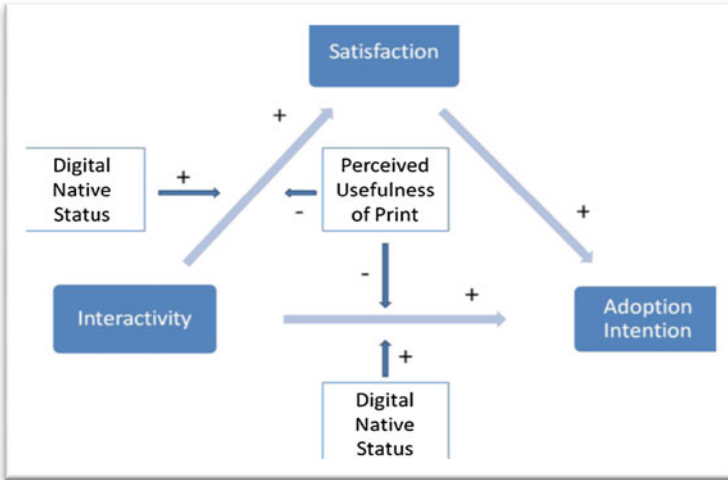 Satisfaction
+
Digital
Native
Status
+
Perceived
Usefulness
of Print
-
+
-
Interactivity
+
Adoption
Intention
+
Digital
Native
Status